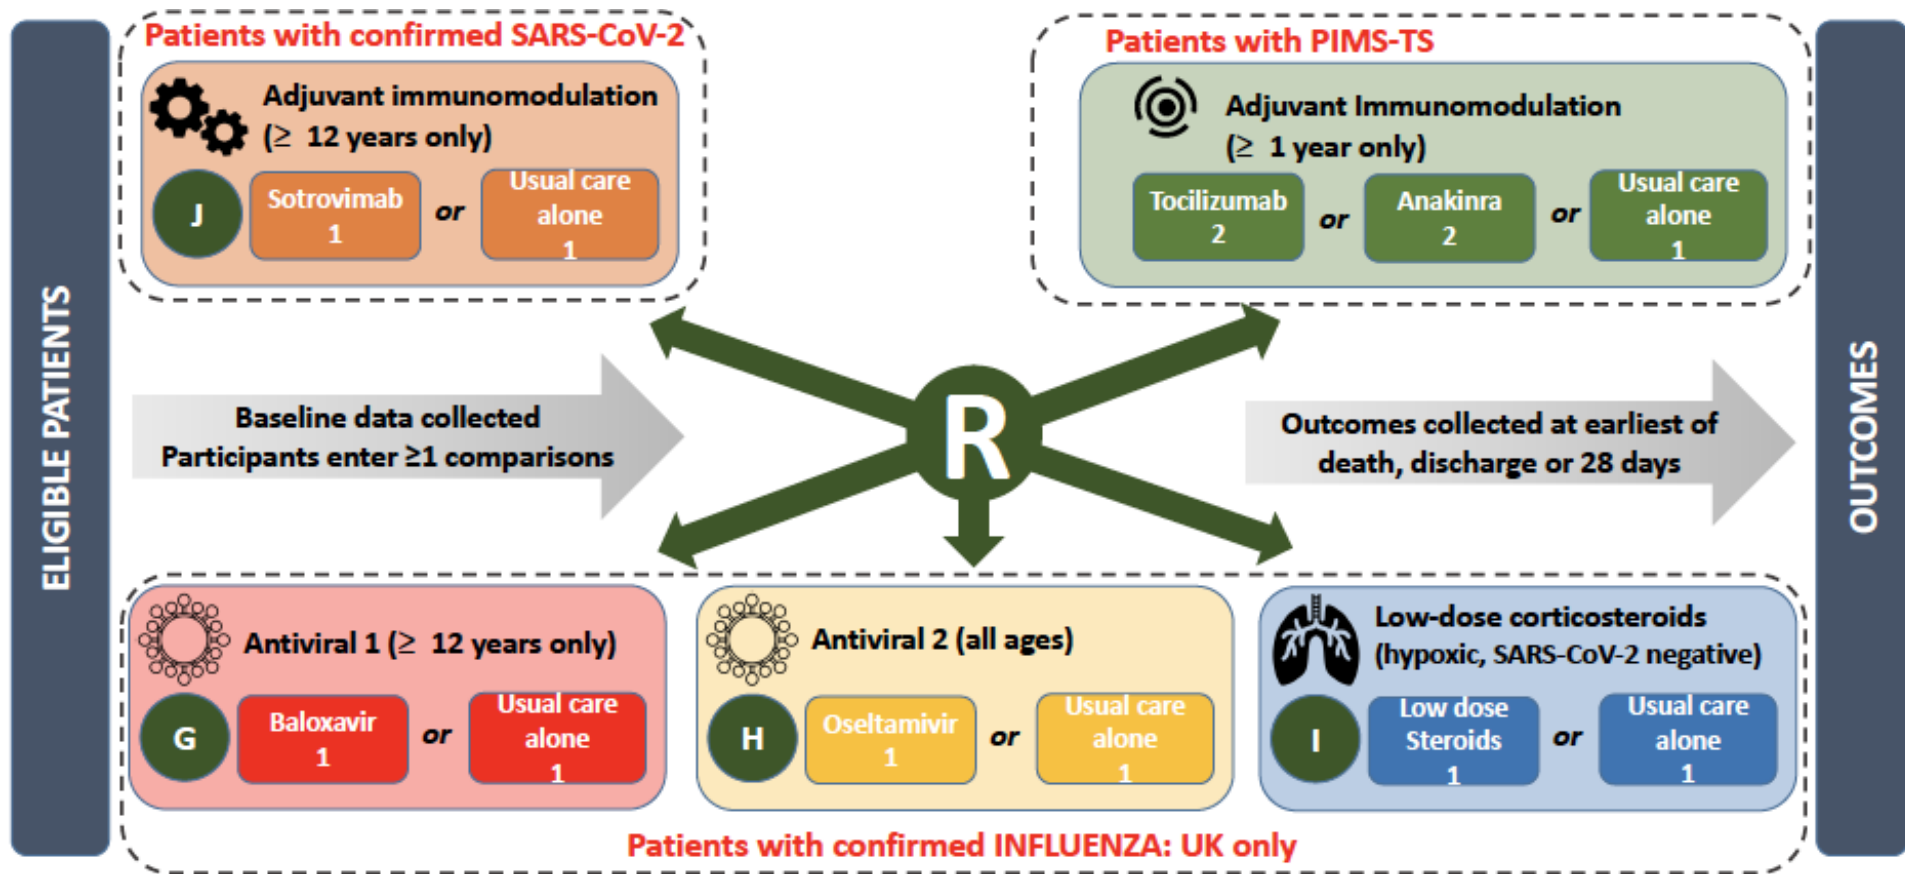 ELIGIBLE PATIENTS
Patients with confirmed SARS-CoV-2
Adjuvant immunomodulation
(≥ 12 years only)
J
Sotrovimab
1
or
Usual care
alone
1
Patients with PIMS-TS
Adjuvant Immunomodulation
(≥ 1 year only)
Tocilizumab
2
or
Anakinra
2
or
Usual care
alone
1
Baseline data collected
Participants enter ≥1 comparisons
R
Outcomes collected at earliest of
death, discharge or 28 days
Antiviral 1 (≥ 12 years only)
G
Baloxavir
1
or
Usual care
alone
1
Antiviral 2 (all ages)
H
Oseltamivir
1
or
Usual care
alone
1
Low-dose corticosteroids
(hypoxic, SARS-CoV-2 negative)
I
Low dose
Steroids
1
or
Usual care
alone
1
Patients with confirmed INFLUENZA: UK only
OUTCOMES